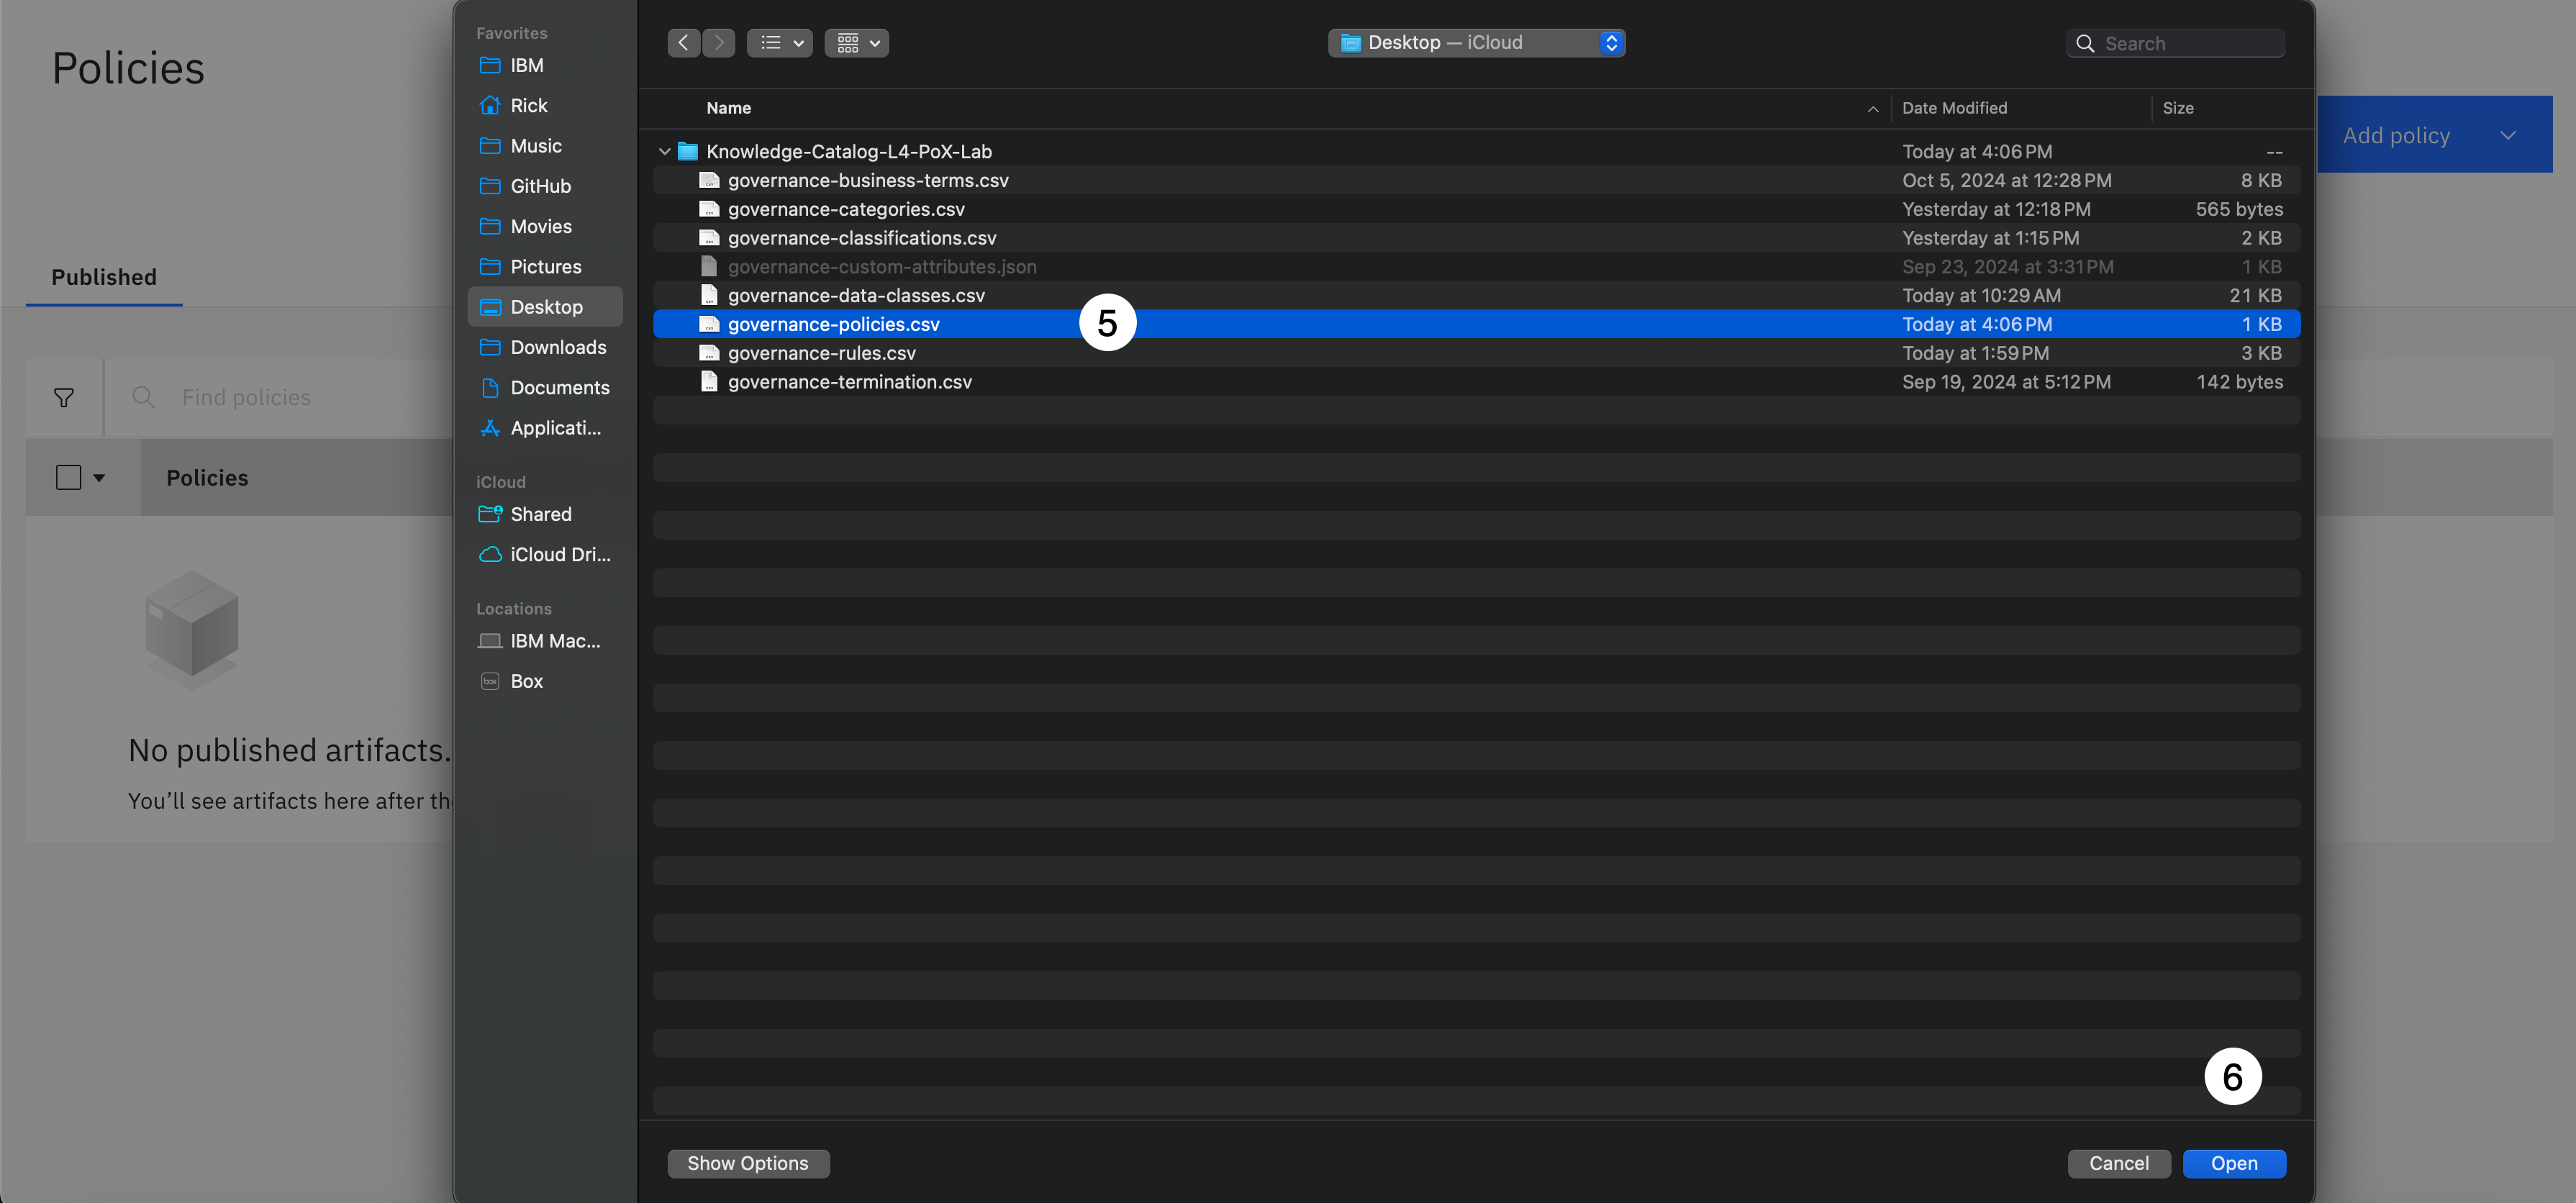 Policies
Published
Find policies
Policies
No published artifacts.
You'll see artifacts here after th
Add policy
Favorites
IBM
Rick
Music
GitHub
Movies
Pictures
Desktop
Downloads
Documents
Applicati...
iCloud
Shared
iCloud Dri...
Locations
IBM Mac...
box
Box
Desktop — iCloud
Search
Name Date Modified Size
Knowledge-Catalog-L4-PoX-Lab Today at 4:06 PM --
governance-business-terms.csv Oct 5, 2024 at 12:28 PM 8 KB
governance-categories.csv Yesterday at 12:18 PM 565 bytes
governance-classifications.csv Yesterday at 1:15 PM 2 KB
governance-custom-attributes.json Sep 23, 2024 at 3:31 PM 1 KB
governance-data-classes.csv Today at 10:29 AM 21 KB
governance-policies.csv 5 Today at 4:06 PM 1 KB
governance-rules.csv Today at 1:59 PM 3 KB
governance-termination.csv Sep 19, 2024 at 5:12 PM 142 bytes
6
Show Options Cancel Open